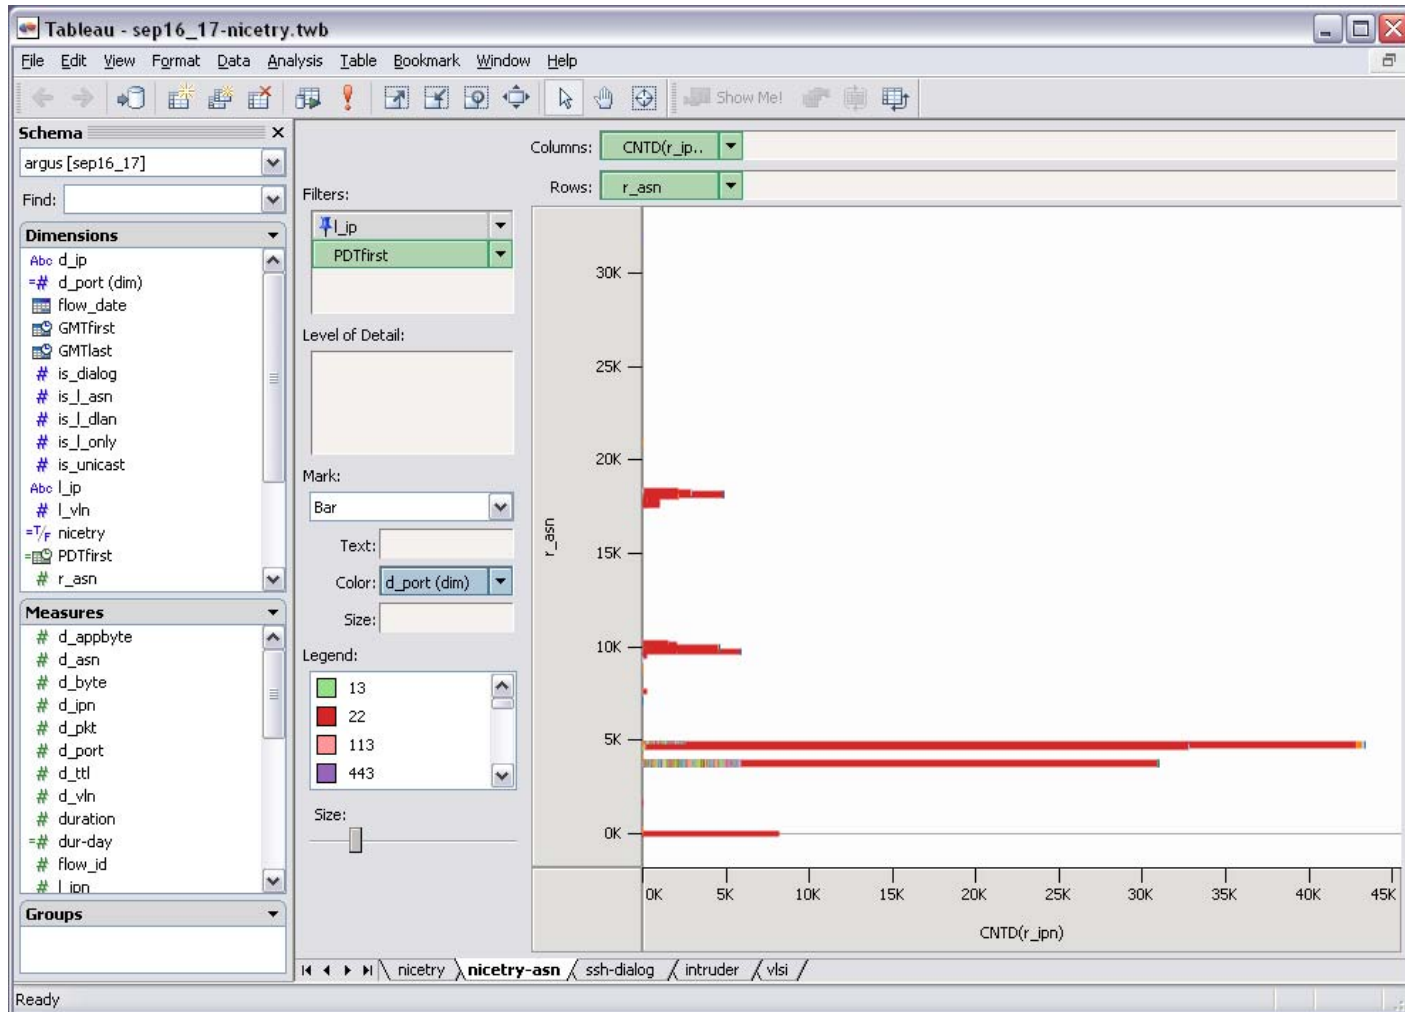 Tableau - sep16_17-nicetry.twb
File Edit View Format Data Analysis Table Bookmark Window Help
Show Me!
Schema
argus [sep16_17]
Find:
Dimensions
Abc d_ip
=# d_port (dim)
flow_date
GMTfirst
GMTlast
# is_dialog
# is_l_asn
# is_l_dlan
# is_l_only
# is_unicast
Abc l_ip
# l_vln
=T/F nicetry
= PDTfirst
# r_asn
Measures
# d_appbyte
# d_asn
# d_byte
# d_ipn
# d_pkt
# d_port
# d_ttl
# d_vln
# duration
=# dur-day
# flow_id
# l_ipn
Groups
Filters:
l_ip
PDTfirst
Level of Detail:
Mark:
Bar
Text:
Color: d_port (dim)
Size:
Legend:
13
22
113
443
Size:
Columns: CNTD(r_ip..
Rows: r_asn
r_asn
30K
25K
20K
15K
10K
5K
0K
0K 5K 10K 15K 20K 25K 30K 35K 40K 45K
CNTD(r_ipn)
nicetry nicetry-asn ssh-dialog intruder vlsi
Ready